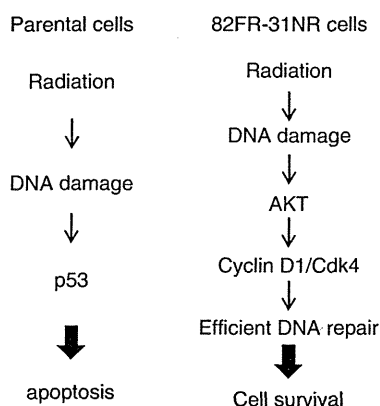 Parental cells
Radiation
DNA damage
p53
apoptosis
82FR-31NR cells
Radiation
DNA damage
AKT
Cyclin D1/Cdk4
Efficient DNA repair
Cell survival